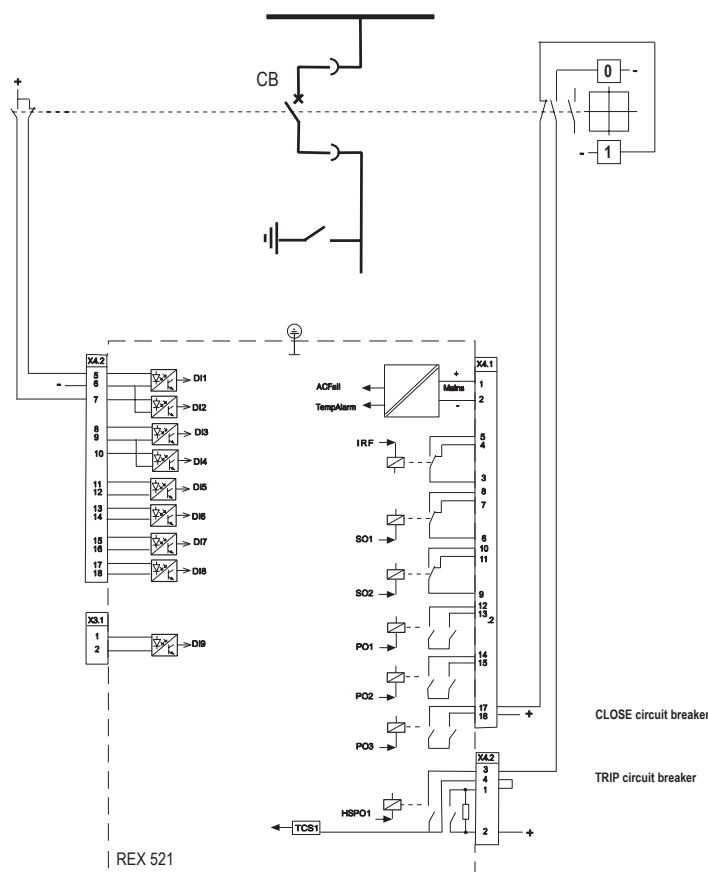 CB
+
0 -
- 1
X4.2
5
- 6
7
8
9
10
11
12
13
14
15
16
17
18
DI1
DI2
DI3
DI4
DI5
DI6
DI7
DI8
X3.1
1
2
DI9
X4.1
ACFail
TempAlarm
+
Mains
-
1
2
IRF
5
4
3
8
7
SO1
6
10
11
SO2
9
12
13
.2
PO1
14
15
PO2
17
18
+
PO3
CLOSE circuit breaker
X4.2
3
4
1
2
+
TRIP circuit breaker
HSPO1
TCS1
REX 521